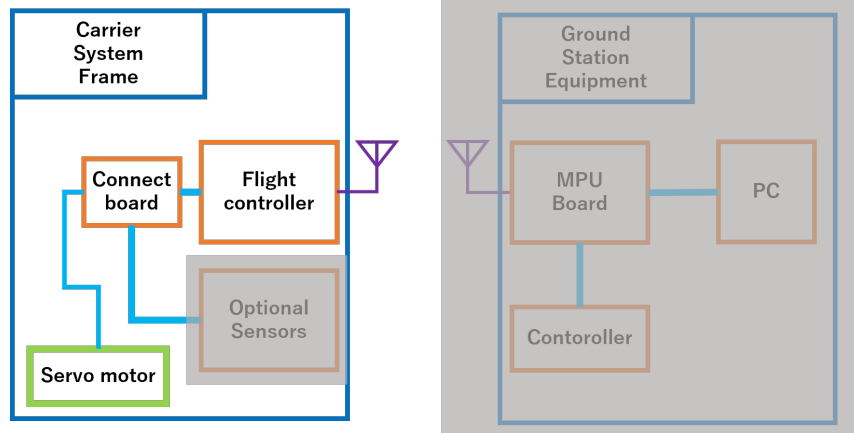 Carrier
System
Frame
Connect
board
Flight
controller
Optional
Sensors
Servo motor
Ground
Station
Equipment
MPU
Board
PC
Contoroller